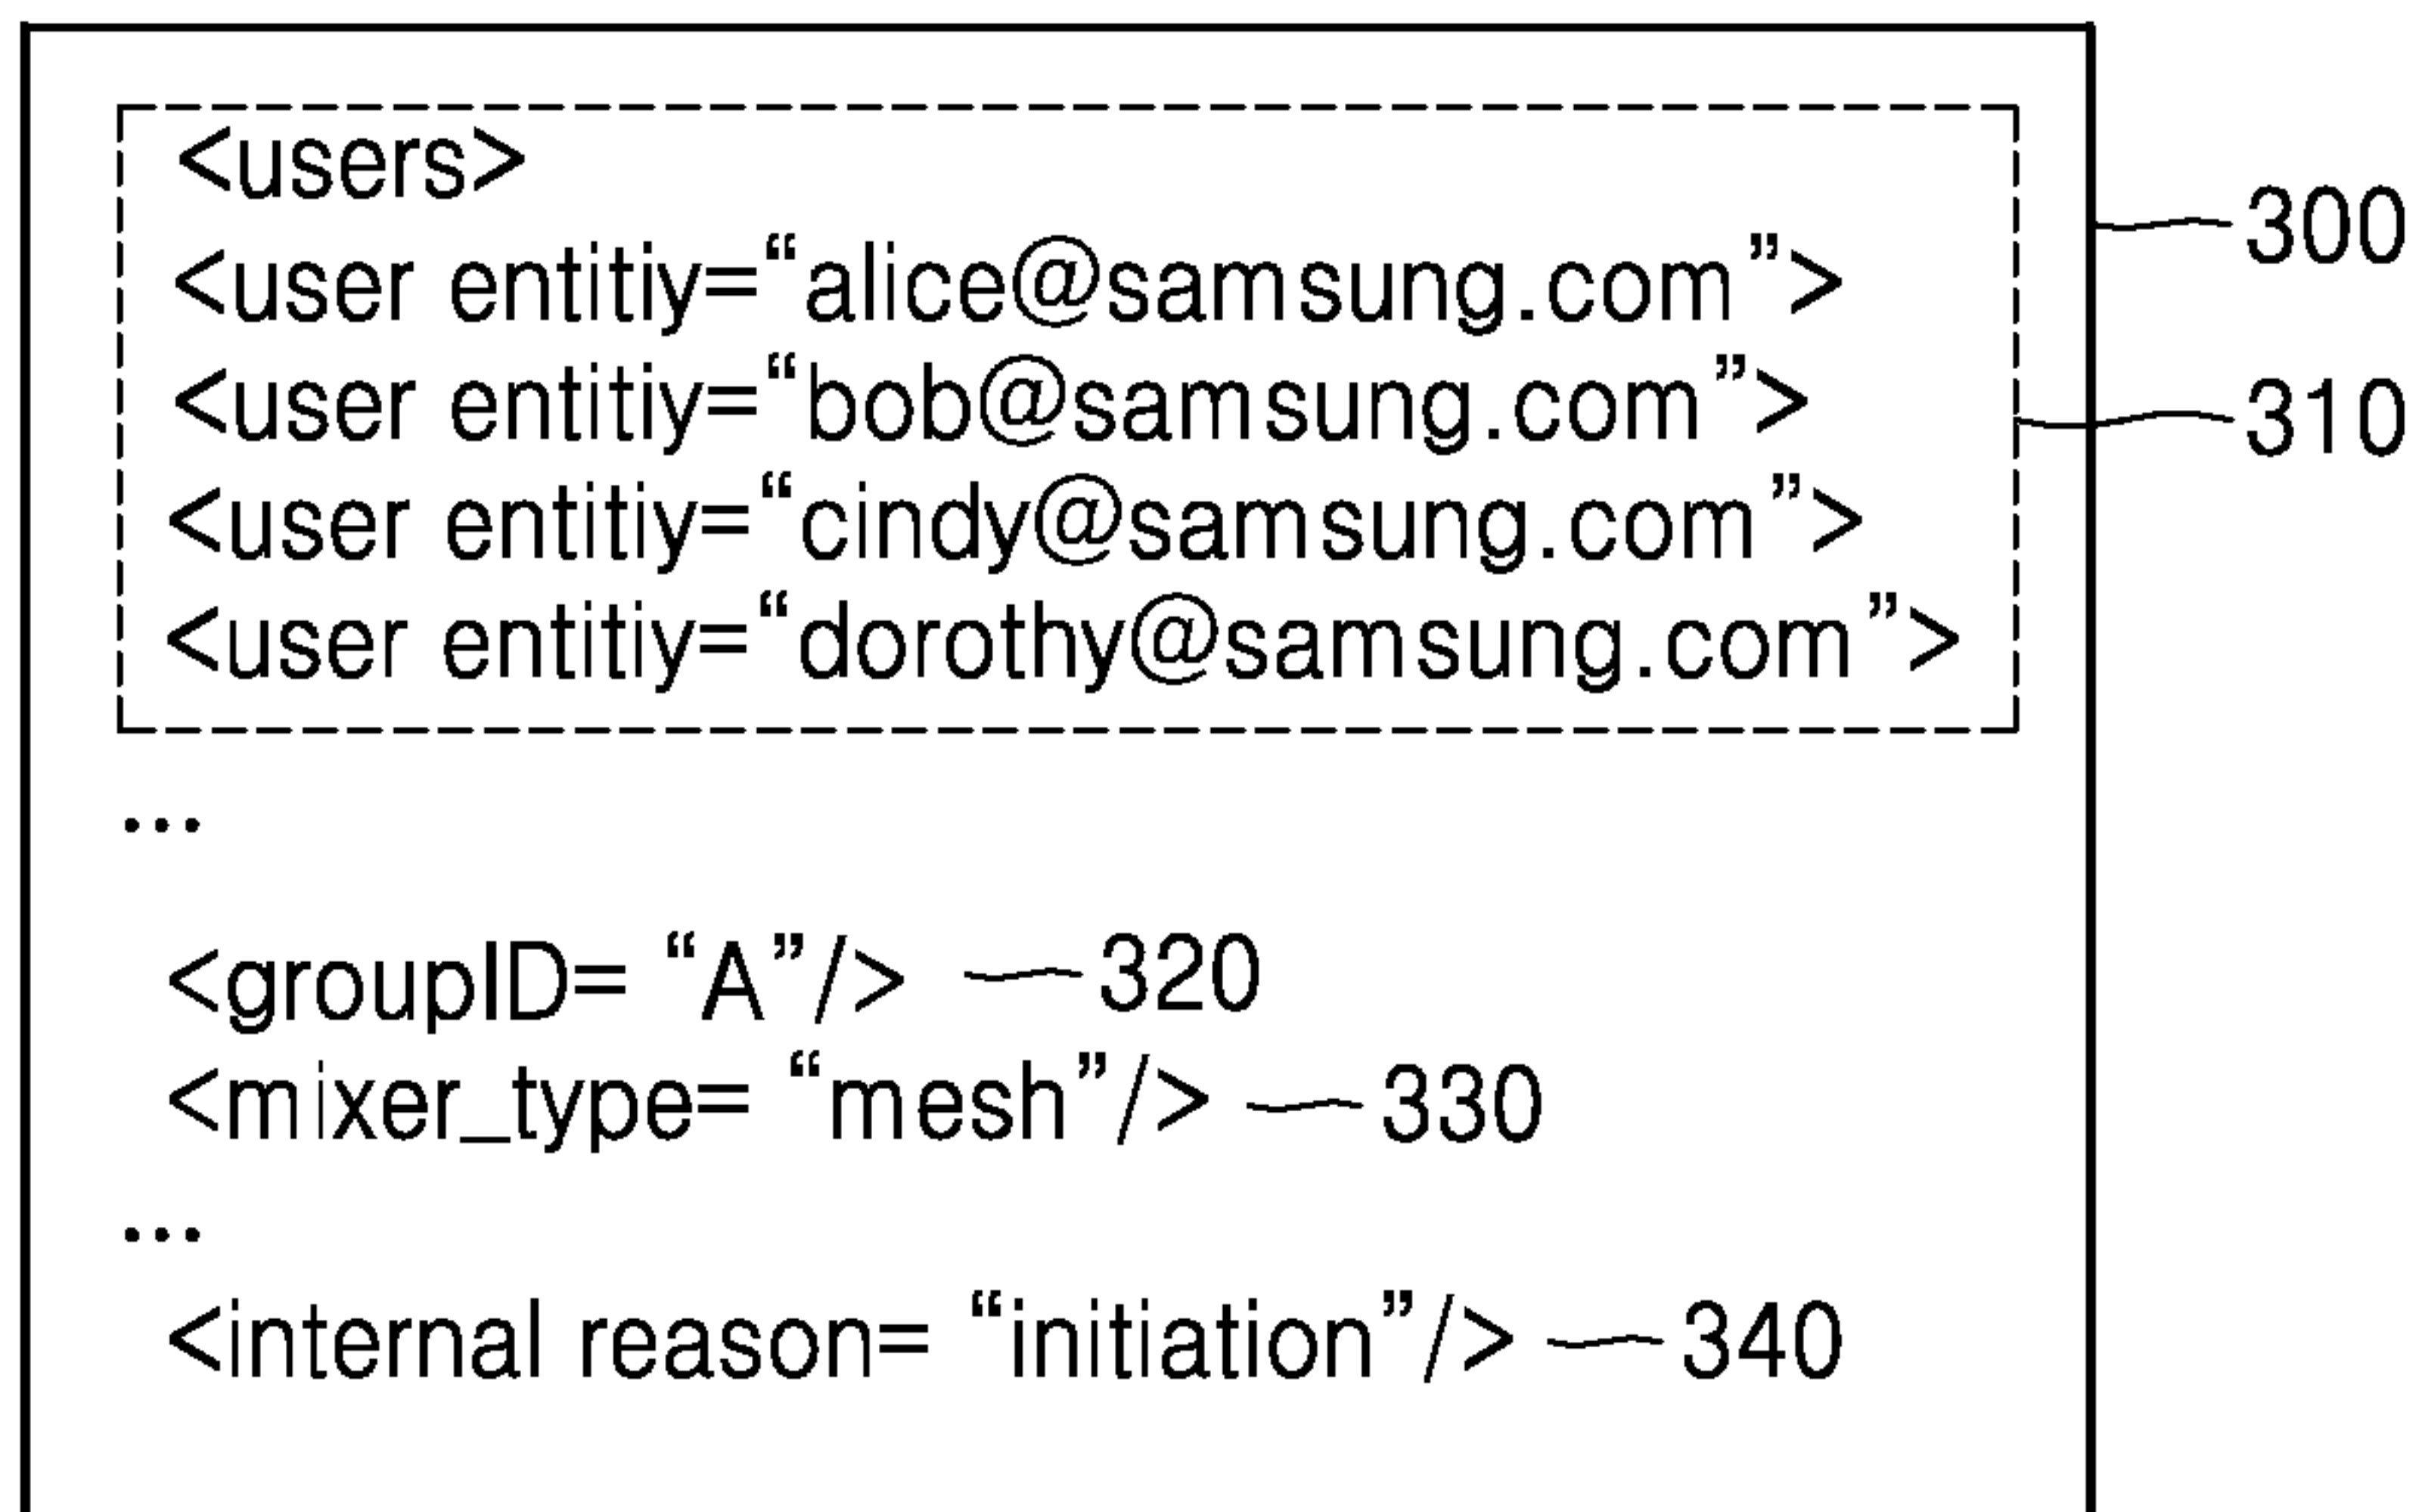 <users>
<user entitiy=“alice@samsung.com”>
300
<user entitiy=“bob@samsung.com”>
310
<user entitiy=“cindy@samsung.com”>
<user entitiy=“dorothy@samsung.com”>
...
<groupID= “A”/> 320
<mixer_type= “mesh”/> 330
...
<internal reason= “initiation”/> 340